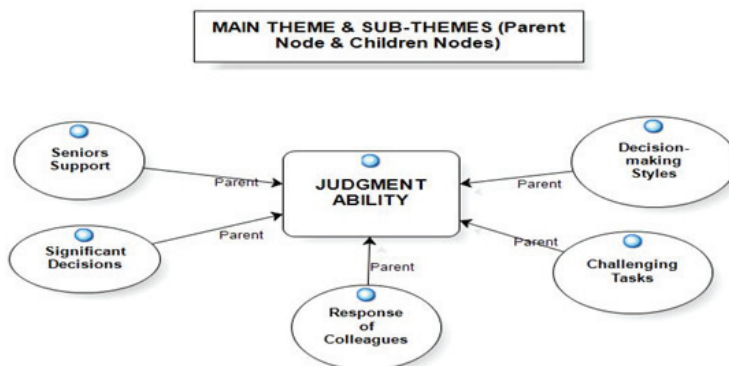 MAIN THEME & SUB-THEMES (Parent
Node & Children Nodes)
Seniors
Support
Parent
JUDGMENT
ABILITY
Parent
Decision-
making
Styles
Significant
Decisions
Parent
Parent
Challenging
Tasks
Parent
Response
of
Colleagues